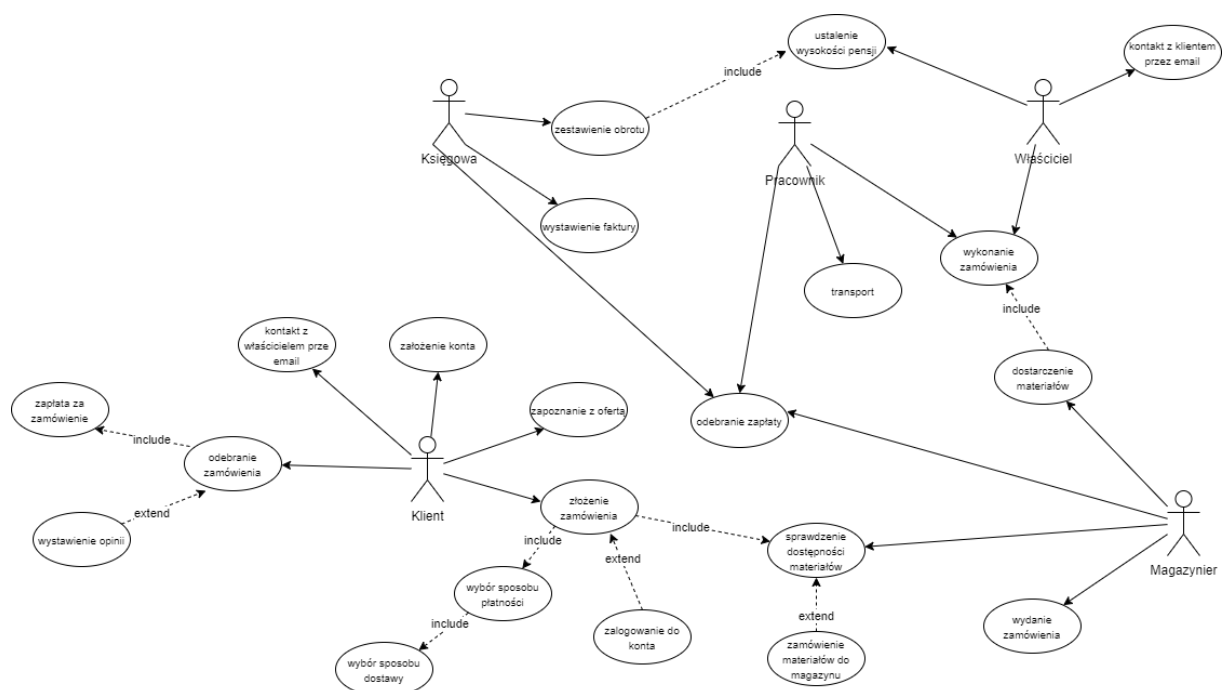 ustalenie
wysokości pensji
kontakt z klientem
przez email
include
zestawienie obrotu
Księgowa
Pracownik
Właściciel
wystawienie faktury
wykonanie
zamówienia
transport
include
kontakt z
właścicielem prze
email
założenie konta
dostarczenie
materiałów
zapłata za
zamówienie
zapoznanie z ofertą
odebranie zapłaty
include
odebranie
zamówienia
Klient
złożenie
zamówienia
extend
wystawienie opinii
include
include
sprawdzenie
dostępności
materiałów
extend
Magazynier
wybór sposobu
płatności
include
zalogowanie do
konta
extend
wydanie
zamówienia
wybór sposobu
dostawy
zamówienie
materiałów do
magazynu